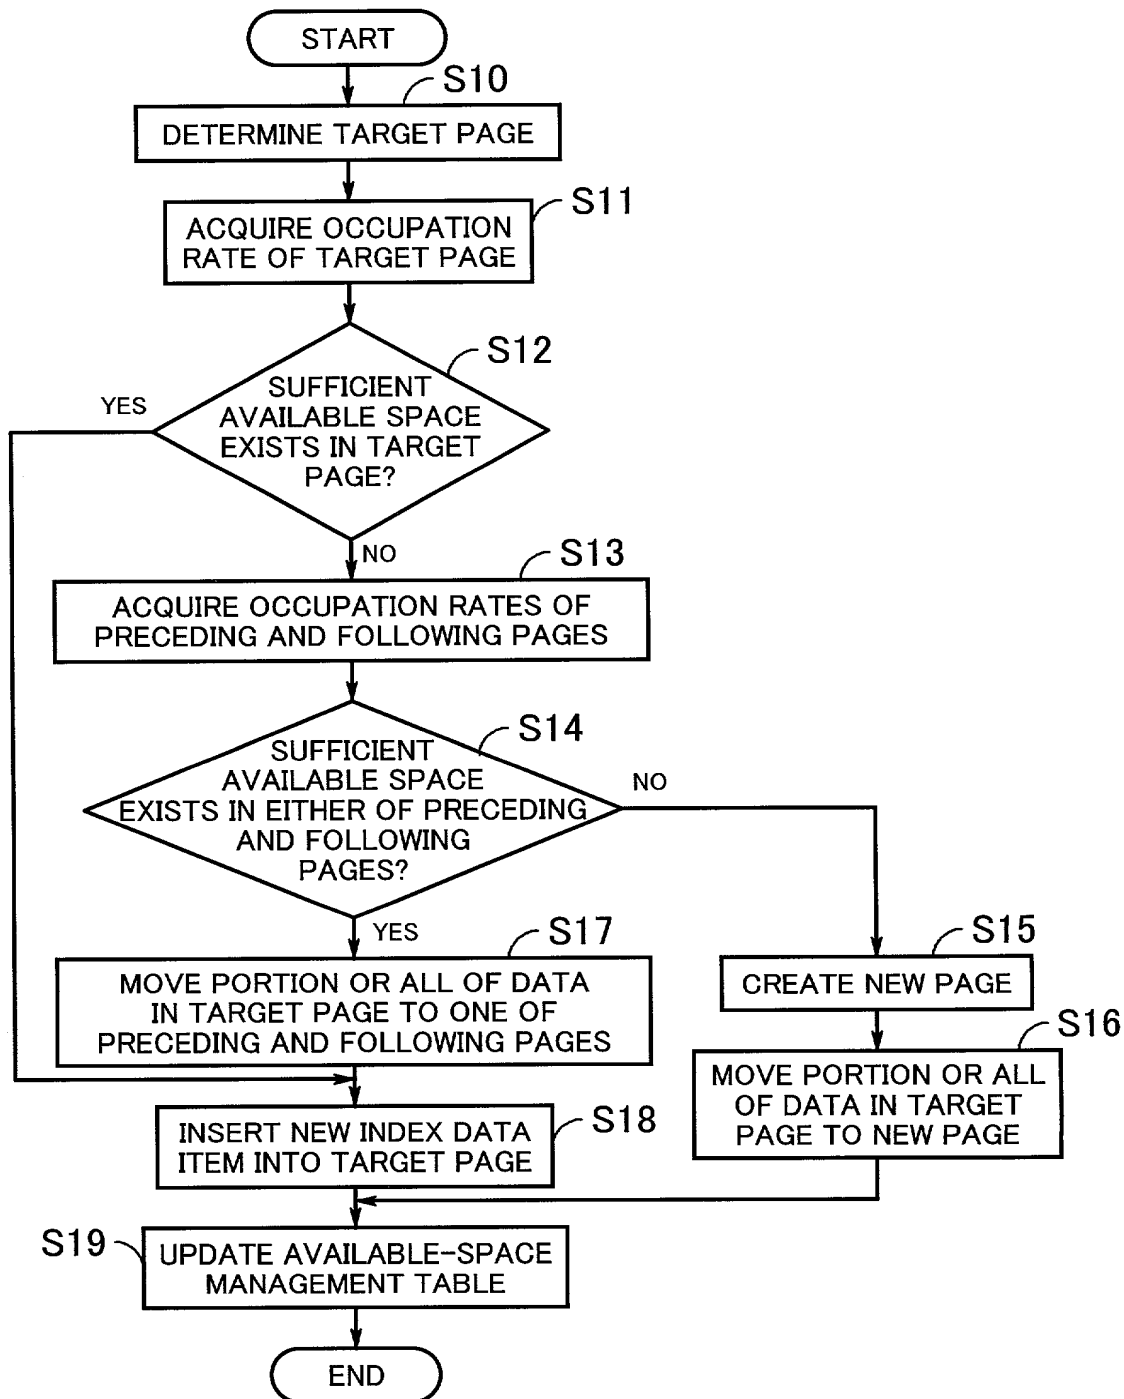 START
S10
DETERMINE TARGET PAGE
S11
ACQUIRE OCCUPATION
RATE OF TARGET PAGE
S12
SUFFICIENT
AVAILABLE SPACE
EXISTS IN TARGET
PAGE?
YES
NO
S13
ACQUIRE OCCUPATION RATES OF
PRECEDING AND FOLLOWING PAGES
S14
SUFFICIENT
AVAILABLE SPACE
EXISTS IN EITHER OF PRECEDING
AND FOLLOWING
PAGES?
NO
YES
S17
MOVE PORTION OR ALL OF DATA
IN TARGET PAGE TO ONE OF
PRECEDING AND FOLLOWING PAGES
S15
CREATE NEW PAGE
S16
MOVE PORTION OR ALL
OF DATA IN TARGET
PAGE TO NEW PAGE
S18
INSERT NEW INDEX DATA
ITEM INTO TARGET PAGE
S19
UPDATE AVAILABLE-SPACE
MANAGEMENT TABLE
END